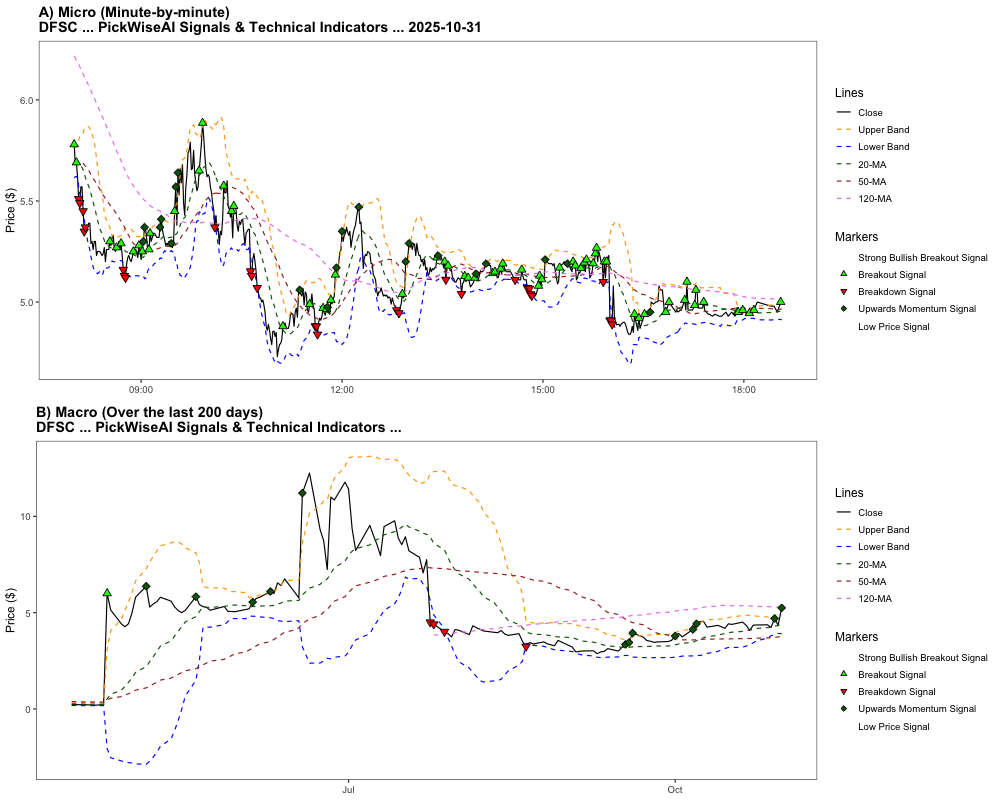 A) Micro (Minute-by-minute)
DFSC ... PickWiseAI Signals & Technical Indicators ... 2025-10-31
Price ($)
6.0
5.5
5.0
09:00
12:00
15:00
18:00
Lines
Close
Upper Band
Lower Band
20-MA
50-MA
120-MA
Markers
Strong Bullish Breakout Signal
Breakout Signal
Breakdown Signal
Upwards Momentum Signal
Low Price Signal
B) Macro (Over the last 200 days)
DFSC ... PickWiseAI Signals & Technical Indicators ...
Price ($)
10
5
0
Jul
Oct
Lines
Close
Upper Band
Lower Band
20-MA
50-MA
120-MA
Markers
Strong Bullish Breakout Signal
Breakout Signal
Breakdown Signal
Upwards Momentum Signal
Low Price Signal